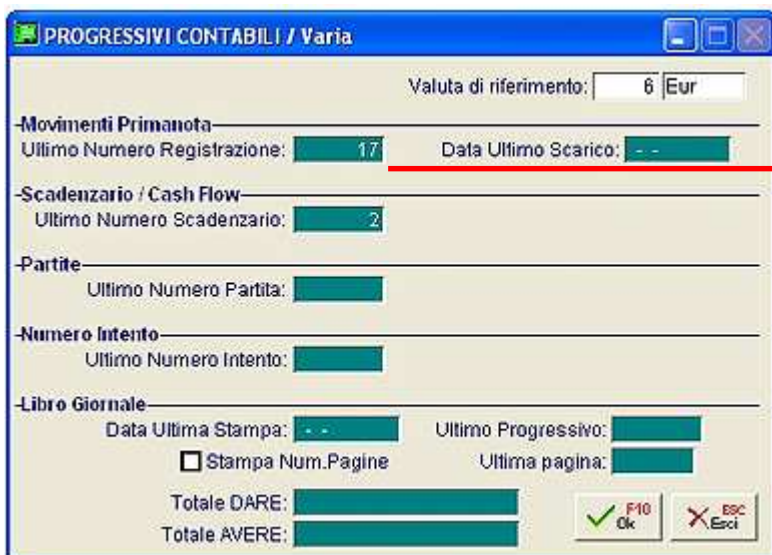 PROGRESSIVI CONTABILI / Varia
Valuta di riferimento: 6 Eur
Movimenti Primanota
Ultimo Numero Registrazione: 17 Data Ultimo Scarico: - -
Scadenzario / Cash Flow
Ultimo Numero Scadenzario: 2
Partite
Ultimo Numero Partita:
Numero Intento
Ultimo Numero Intento:
Libro Giornale
Data Ultima Stampa: - - Ultimo Progressivo:
Stampa Num.Pagine Ultima pagina:
Totale DARE:
Totale AVERE:
F10 Ok ESC Esci